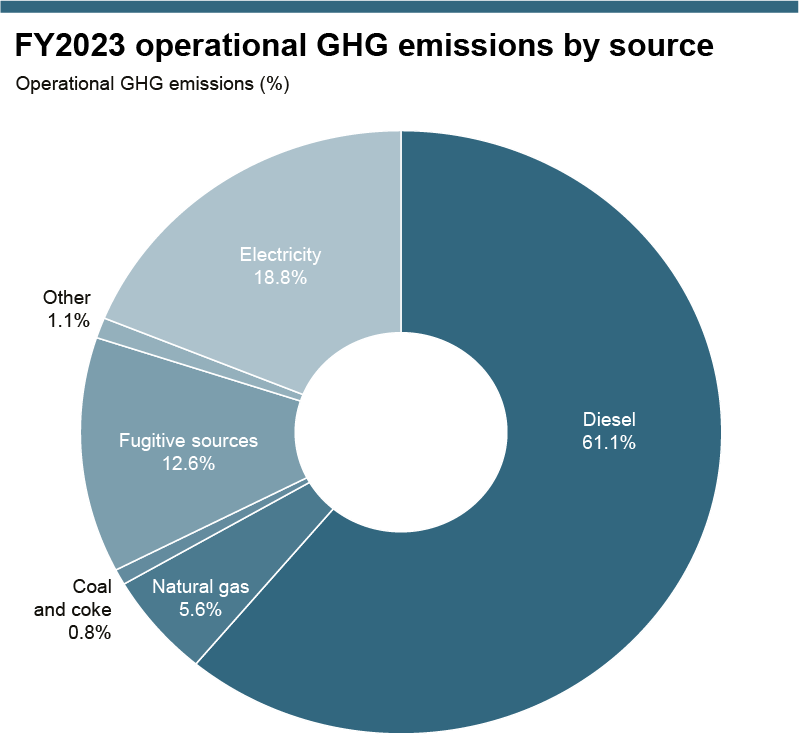 FY2023 operational GHG emissions by source
Operational GHG emissions (%)
Electricity
18.8%
Other
1.1%
Diesel
61.1%
Fugitive sources
12.6%
Coal
and coke
0.8%
Natural gas
5.6%